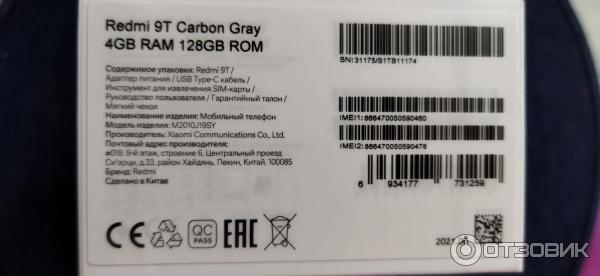 Redmi 9T Carbon Gray
4GB RAM 128GB ROM
Содержимое упаковки: Redmi 9T /
Адаптер питания / USB Type-C кабель /
Инструмент для извлечения SIM-карты /
Руководство пользователя / Гарантийный талон /
Мягкий чехол
Наименование изделия: Мобильный телефон
Модель изделия: M2010J19SY
Производитель: Xiaomi Communications Co., Ltd.
Почтовый адрес производителя:
#019, 9-й этаж, строение 6, Центральный проезд
Си'эрци, д.33, район Хайдянь, Пекин, Китай, 100085
Бренд: Redmi
Сделано в Китае
SN: 31175/S1TB11174
IMEI1: 866470050590460
IMEI2: 866470050590478
6 934177 731259
CE
QC
PASS
EAC
ОТЗОВИК